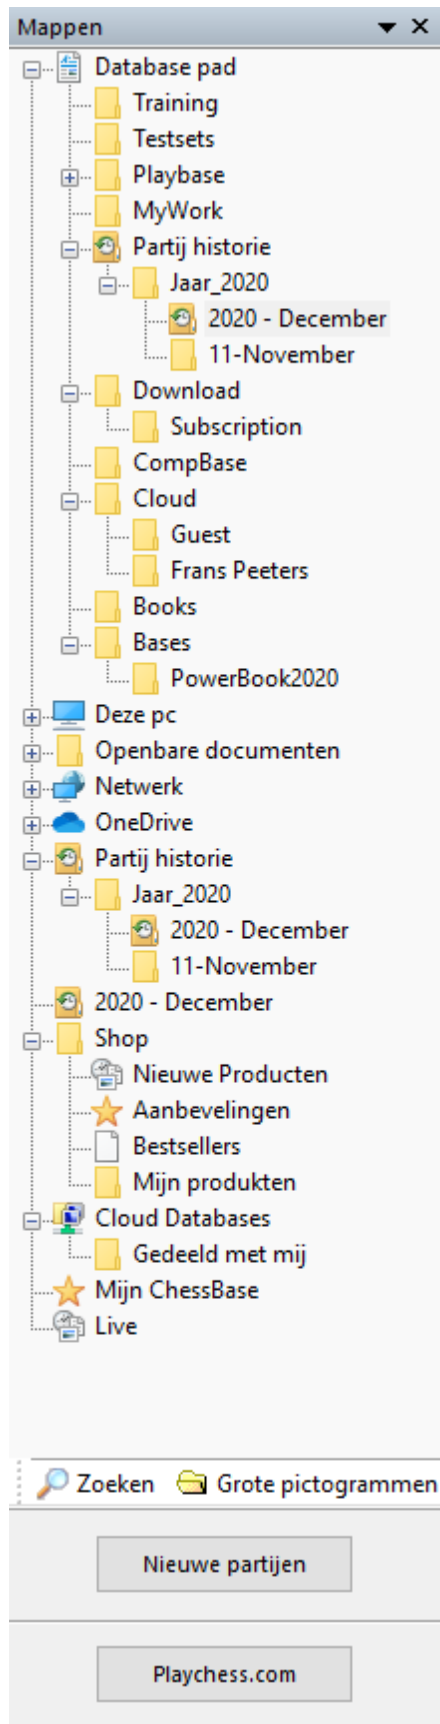 Mappen
Database pad
Training
Testsets
Playbase
MyWork
Partij historie
Jaar_2020
2020 - December
11-November
Download
Subscription
CompBase
Cloud
Guest
Frans Peeters
Books
Bases
PowerBook2020
Deze pc
Openbare documenten
Netwerk
OneDrive
Partij historie
Jaar_2020
2020 - December
11-November
2020 - December
Shop
Nieuwe Producten
Aanbevelingen
Bestsellers
Mijn produkten
Cloud Databases
Gedeeld met mij
Mijn ChessBase
Live
Zoeken Grote pictogrammen
Nieuwe partijen
Playchess.com